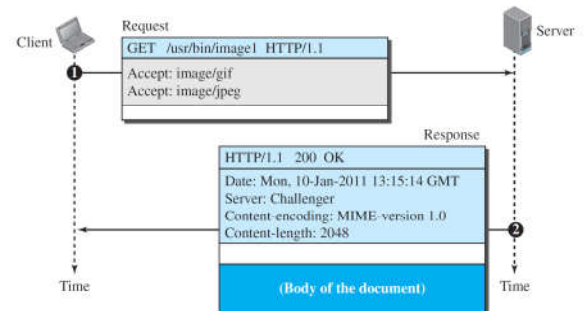 Request
Client
Server
GET /usr/bin/image1 HTTP/1.1
1
Accept: image/gif
Accept: image/jpeg
Response
HTTP/1.1 200 OK
Date: Mon, 10-Jan-2011 13:15:14 GMT
Server: Challenger
Content-encoding: MIME-version 1.0
2
Content-length: 2048
Time
(Body of the document)
Time